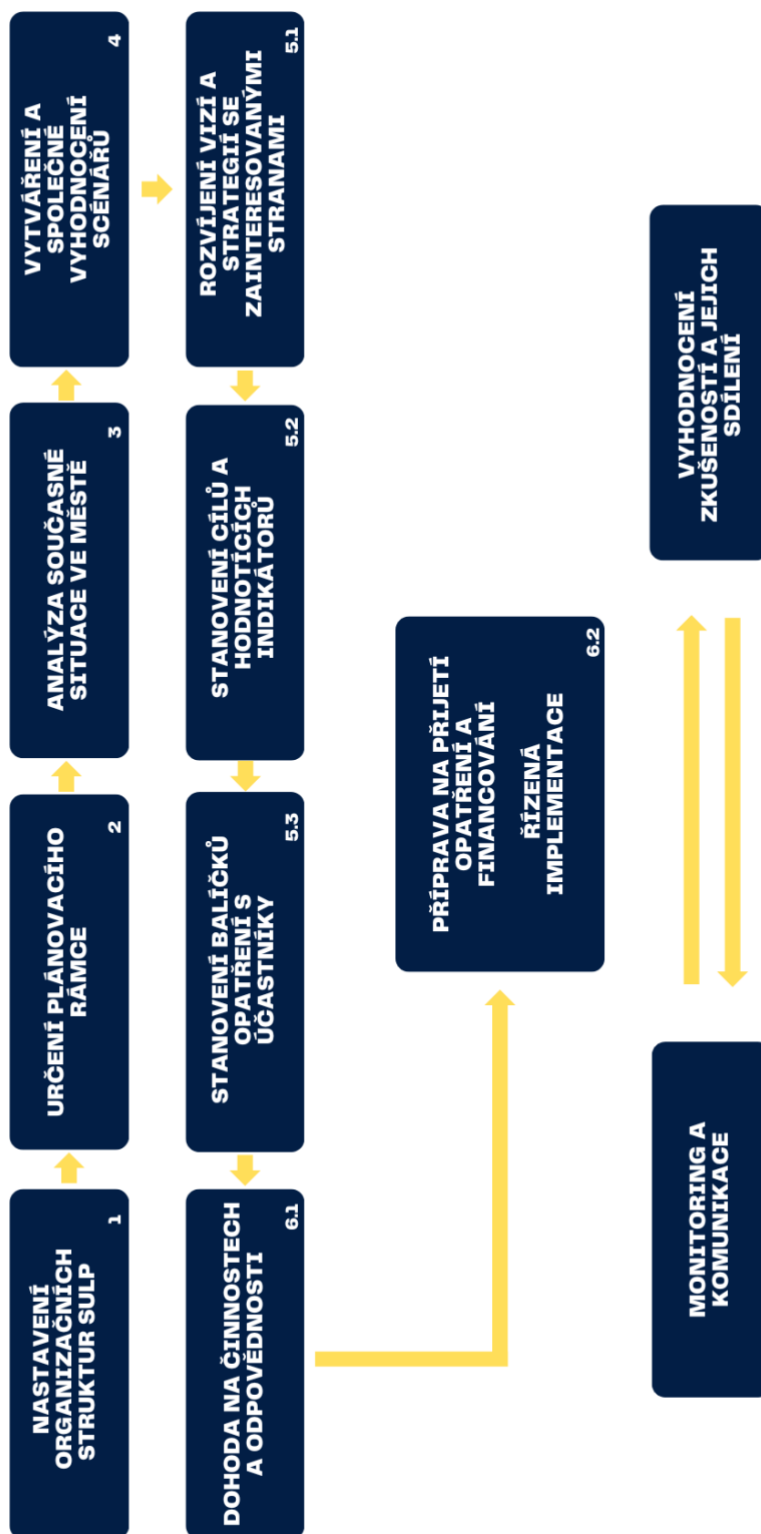 NASTAVENÍ
ORGANIZAČNÍCH
STRUKTUR SULP
1
URČENÍ PLÁNOVACÍHO
RÁMCE
2
ANALÝZA SOUČASNÉ
SITUACE VE MĚSTĚ
3
VYTVÁŘENÍ A
SPOLEČNÉ
VYHODNOCENÍ
SCÉNÁŘŮ
4
ROZVÍJENÍ VIZÍ A
STRATEGIÍ SE
ZAINTERESOVANÝMI
STRANAMI
5.1
STANOVENÍ CÍLŮ A
HODNOTÍCÍCH
INDIKÁTORŮ
5.2
STANOVENÍ BALÍČKŮ
OPATŘENÍ S
ÚČASTNÍKY
5.3
DOHODA NA ČINNOSTECH
A ODPOVĚDNOSTI
6.1
PŘÍPRAVA NA PŘIJETÍ
OPATŘENÍ A
FINANCOVÁNÍ
ŘÍZENÁ
IMPLEMENTACE
6.2
MONITORING A
KOMUNIKACE
VYHODNOCENÍ
ZKUŠENOSTÍ A JEJICH
SDÍLENÍ